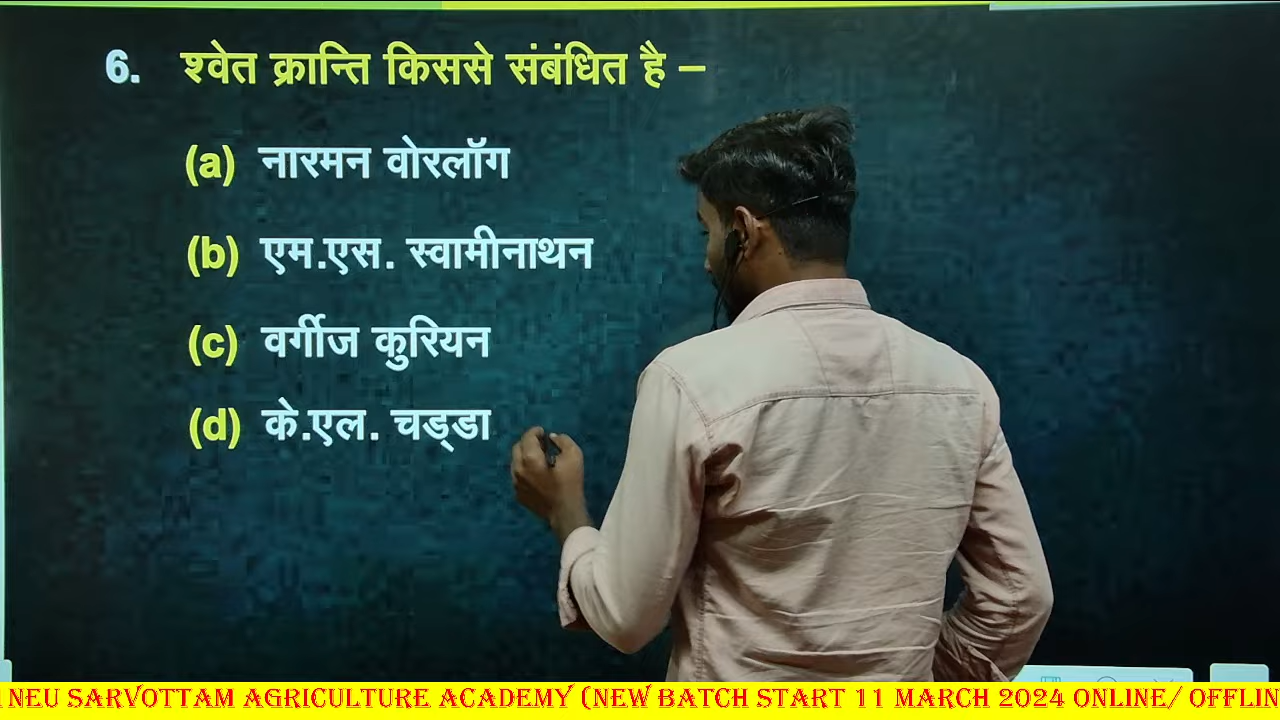 6. श्वेत क्रान्ति किससे संबंधित है –
(a) नारमन वोरलॉग
(b) एम.एस. स्वामीनाथन
(c) वर्गीज कुरियन
(d) के.एल. चड्डा
NEU SARVOTTAM AGRICULTURE ACADEMY (NEW BATCH START 11 MARCH 2024 ONLINE/ OFFLIN